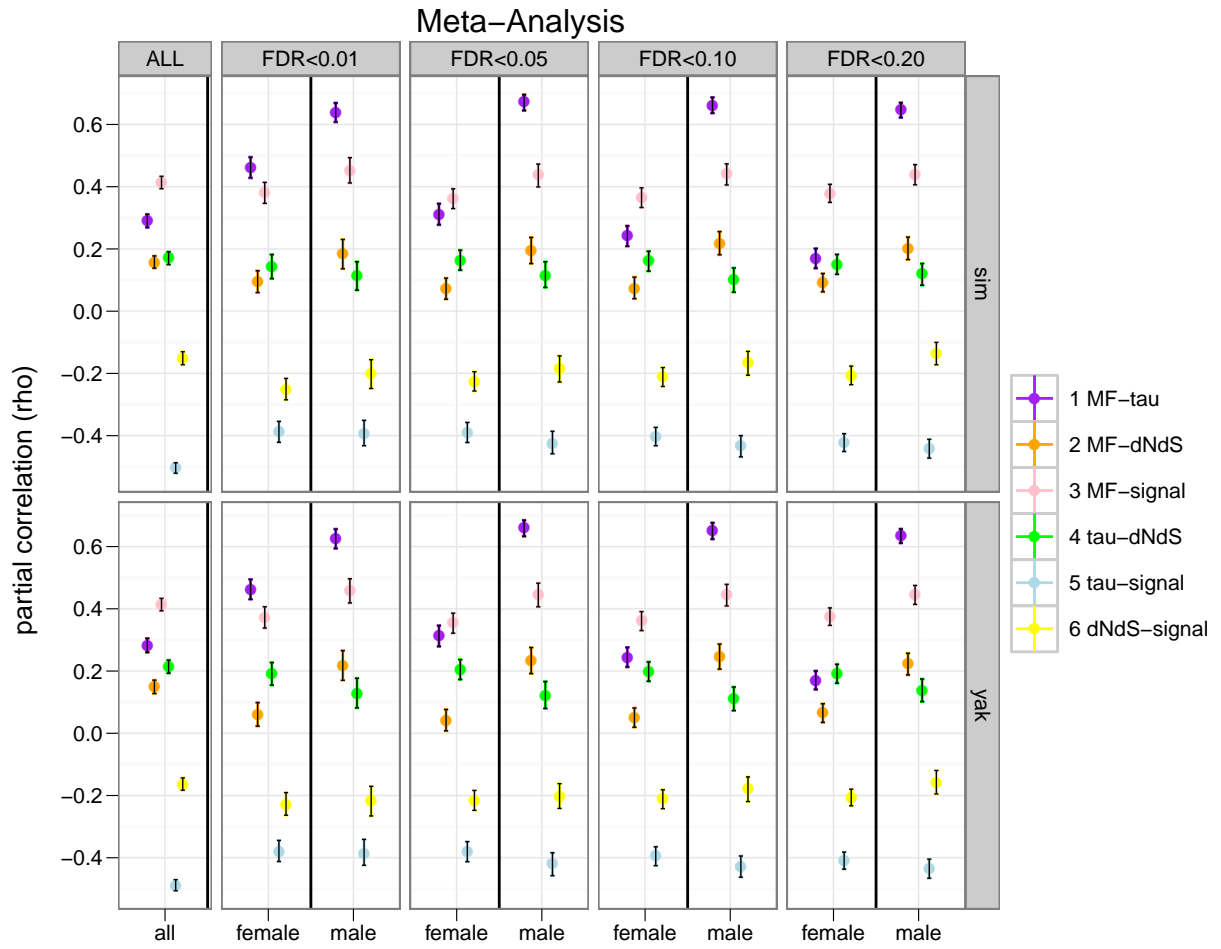 Meta−Analysis
ALL FDR<0.01 FDR<0.05 FDR<0.10 FDR<0.20
partial correlation (rho)
0.6
0.4
0.2
0.0
−0.2
−0.4
sim
0.6
0.4
0.2
0.0
−0.2
−0.4
yak
all female male female male female male female male
1 MF−tau
2 MF−dNdS
3 MF−signal
4 tau−dNdS
5 tau−signal
6 dNdS−signal